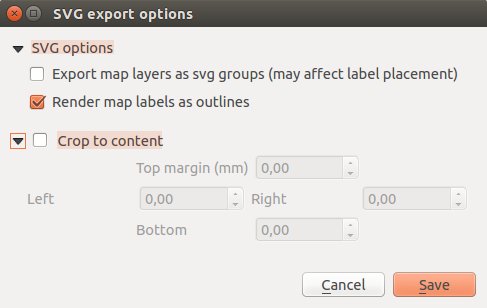 SVG export options
SVG options
Export map layers as svg groups (may affect label placement)
Render map labels as outlines
Crop to content
Top margin (mm) 0,00
Left 0,00 Right 0,00
Bottom 0,00
Cancel Save